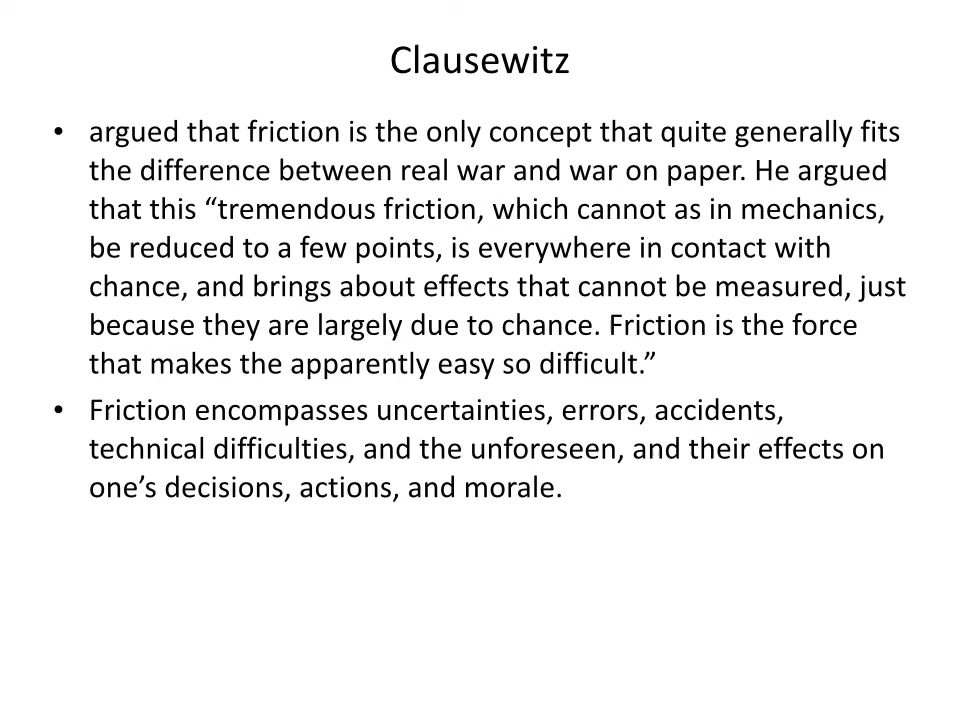 Clausewitz
• argued that friction is the only concept that quite generally fits
the difference between real war and war on paper. He argued
that this “tremendous friction, which cannot as in mechanics,
be reduced to a few points, is everywhere in contact with
chance, and brings about effects that cannot be measured, just
because they are largely due to chance. Friction is the force
that makes the apparently easy so difficult.”
• Friction encompasses uncertainties, errors, accidents,
technical difficulties, and the unforeseen, and their effects on
one’s decisions, actions, and morale.